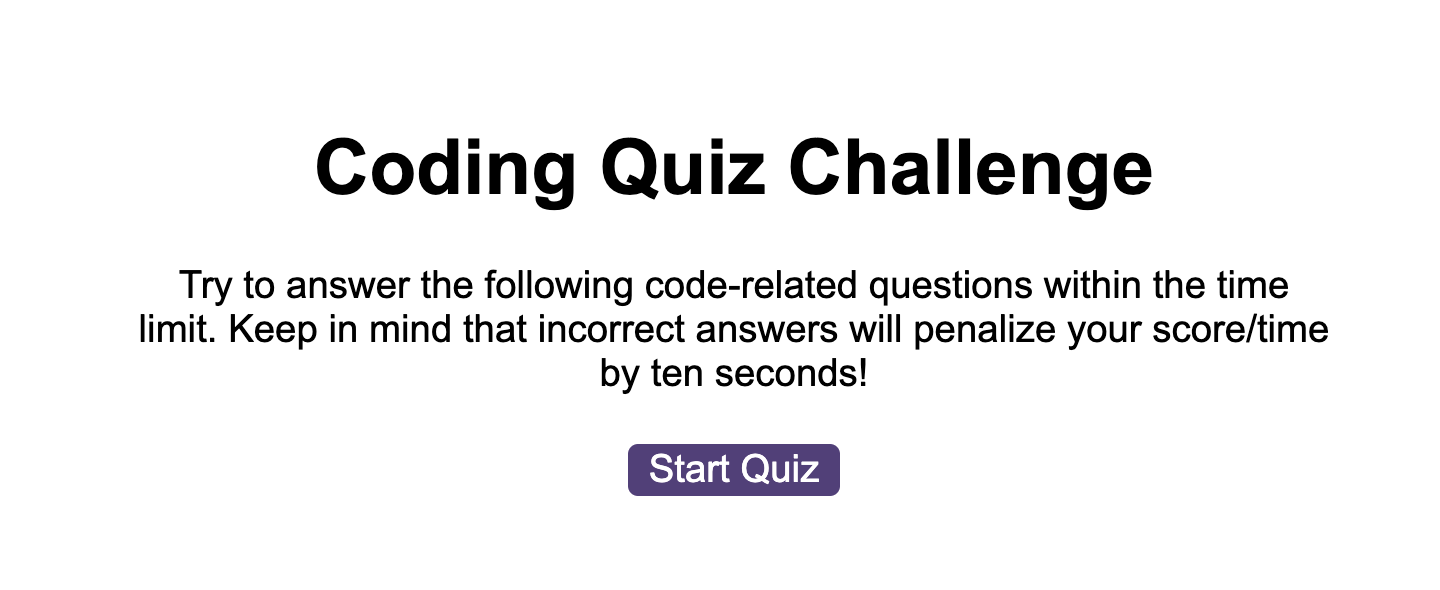 Coding Quiz Challenge
Try to answer the following code-related questions within the time
limit. Keep in mind that incorrect answers will penalize your score/time
by ten seconds!
Start Quiz